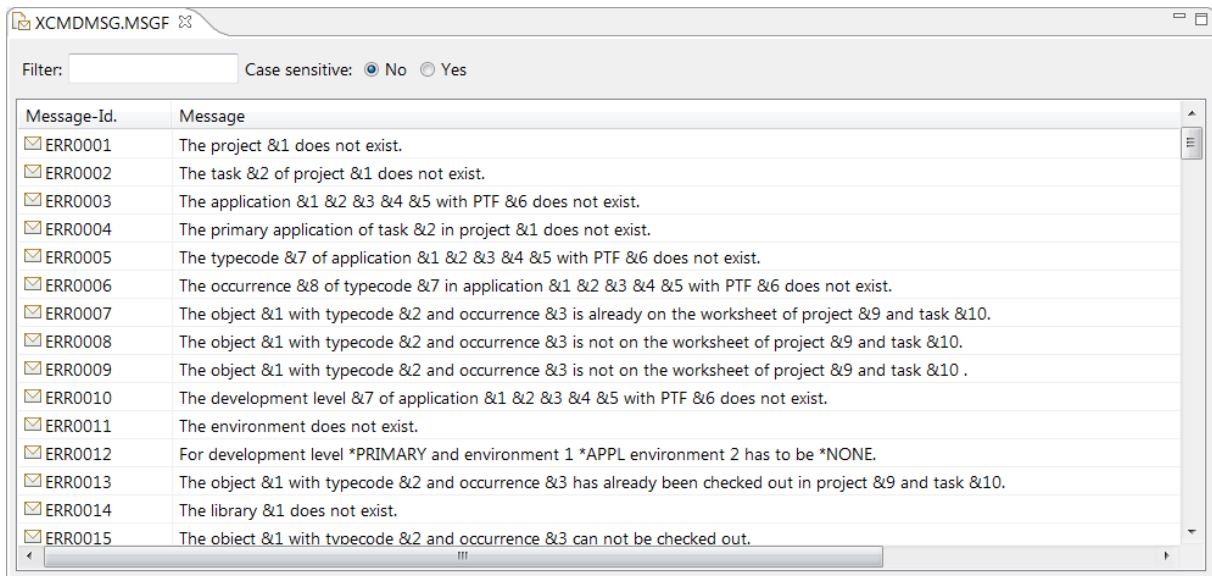 XCMDMSG.MSGF
Filter: Case sensitive: No Yes
Message-Id. Message
ERR0001 The project &1 does not exist.
ERR0002 The task &2 of project &1 does not exist.
ERR0003 The application &1 &2 &3 &4 &5 with PTF &6 does not exist.
ERR0004 The primary application of task &2 in project &1 does not exist.
ERR0005 The typecode &7 of application &1 &2 &3 &4 &5 with PTF &6 does not exist.
ERR0006 The occurrence &8 of typecode &7 in application &1 &2 &3 &4 &5 with PTF &6 does not exist.
ERR0007 The object &1 with typecode &2 and occurrence &3 is already on the worksheet of project &9 and task &10.
ERR0008 The object &1 with typecode &2 and occurrence &3 is not on the worksheet of project &9 and task &10.
ERR0009 The object &1 with typecode &2 and occurrence &3 is not on the worksheet of project &9 and task &10 .
ERR0010 The development level &7 of application &1 &2 &3 &4 &5 with PTF &6 does not exist.
ERR0011 The environment does not exist.
ERR0012 For development level *PRIMARY and environment 1 *APPL environment 2 has to be *NONE.
ERR0013 The object &1 with typecode &2 and occurrence &3 has already been checked out in project &9 and task &10.
ERR0014 The library &1 does not exist.
ERR0015 The object &1 with typecode &2 and occurrence &3 can not be checked out.